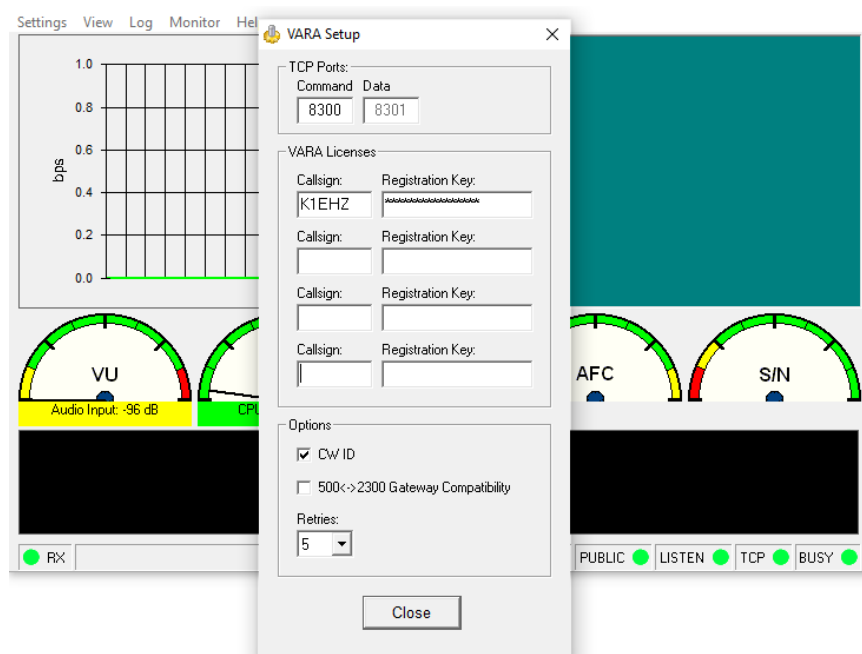 Settings View Log Monitor Hel
VARA Setup
TCP Ports:
Command Data
8300 8301
VARA Licenses
Callsign: Registration Key:
K1EHZ *****************
Callsign: Registration Key:
Callsign: Registration Key:
Callsign: Registration Key:
Options
CW ID
500<->2300 Gateway Compatibility
Retries:
5
Close
bps
1.0
0.8
0.6
0.4
0.2
0.0
VU
Audio Input: -96 dB
CPU
AFC
S/N
RX
PUBLIC LISTEN TCP BUSY